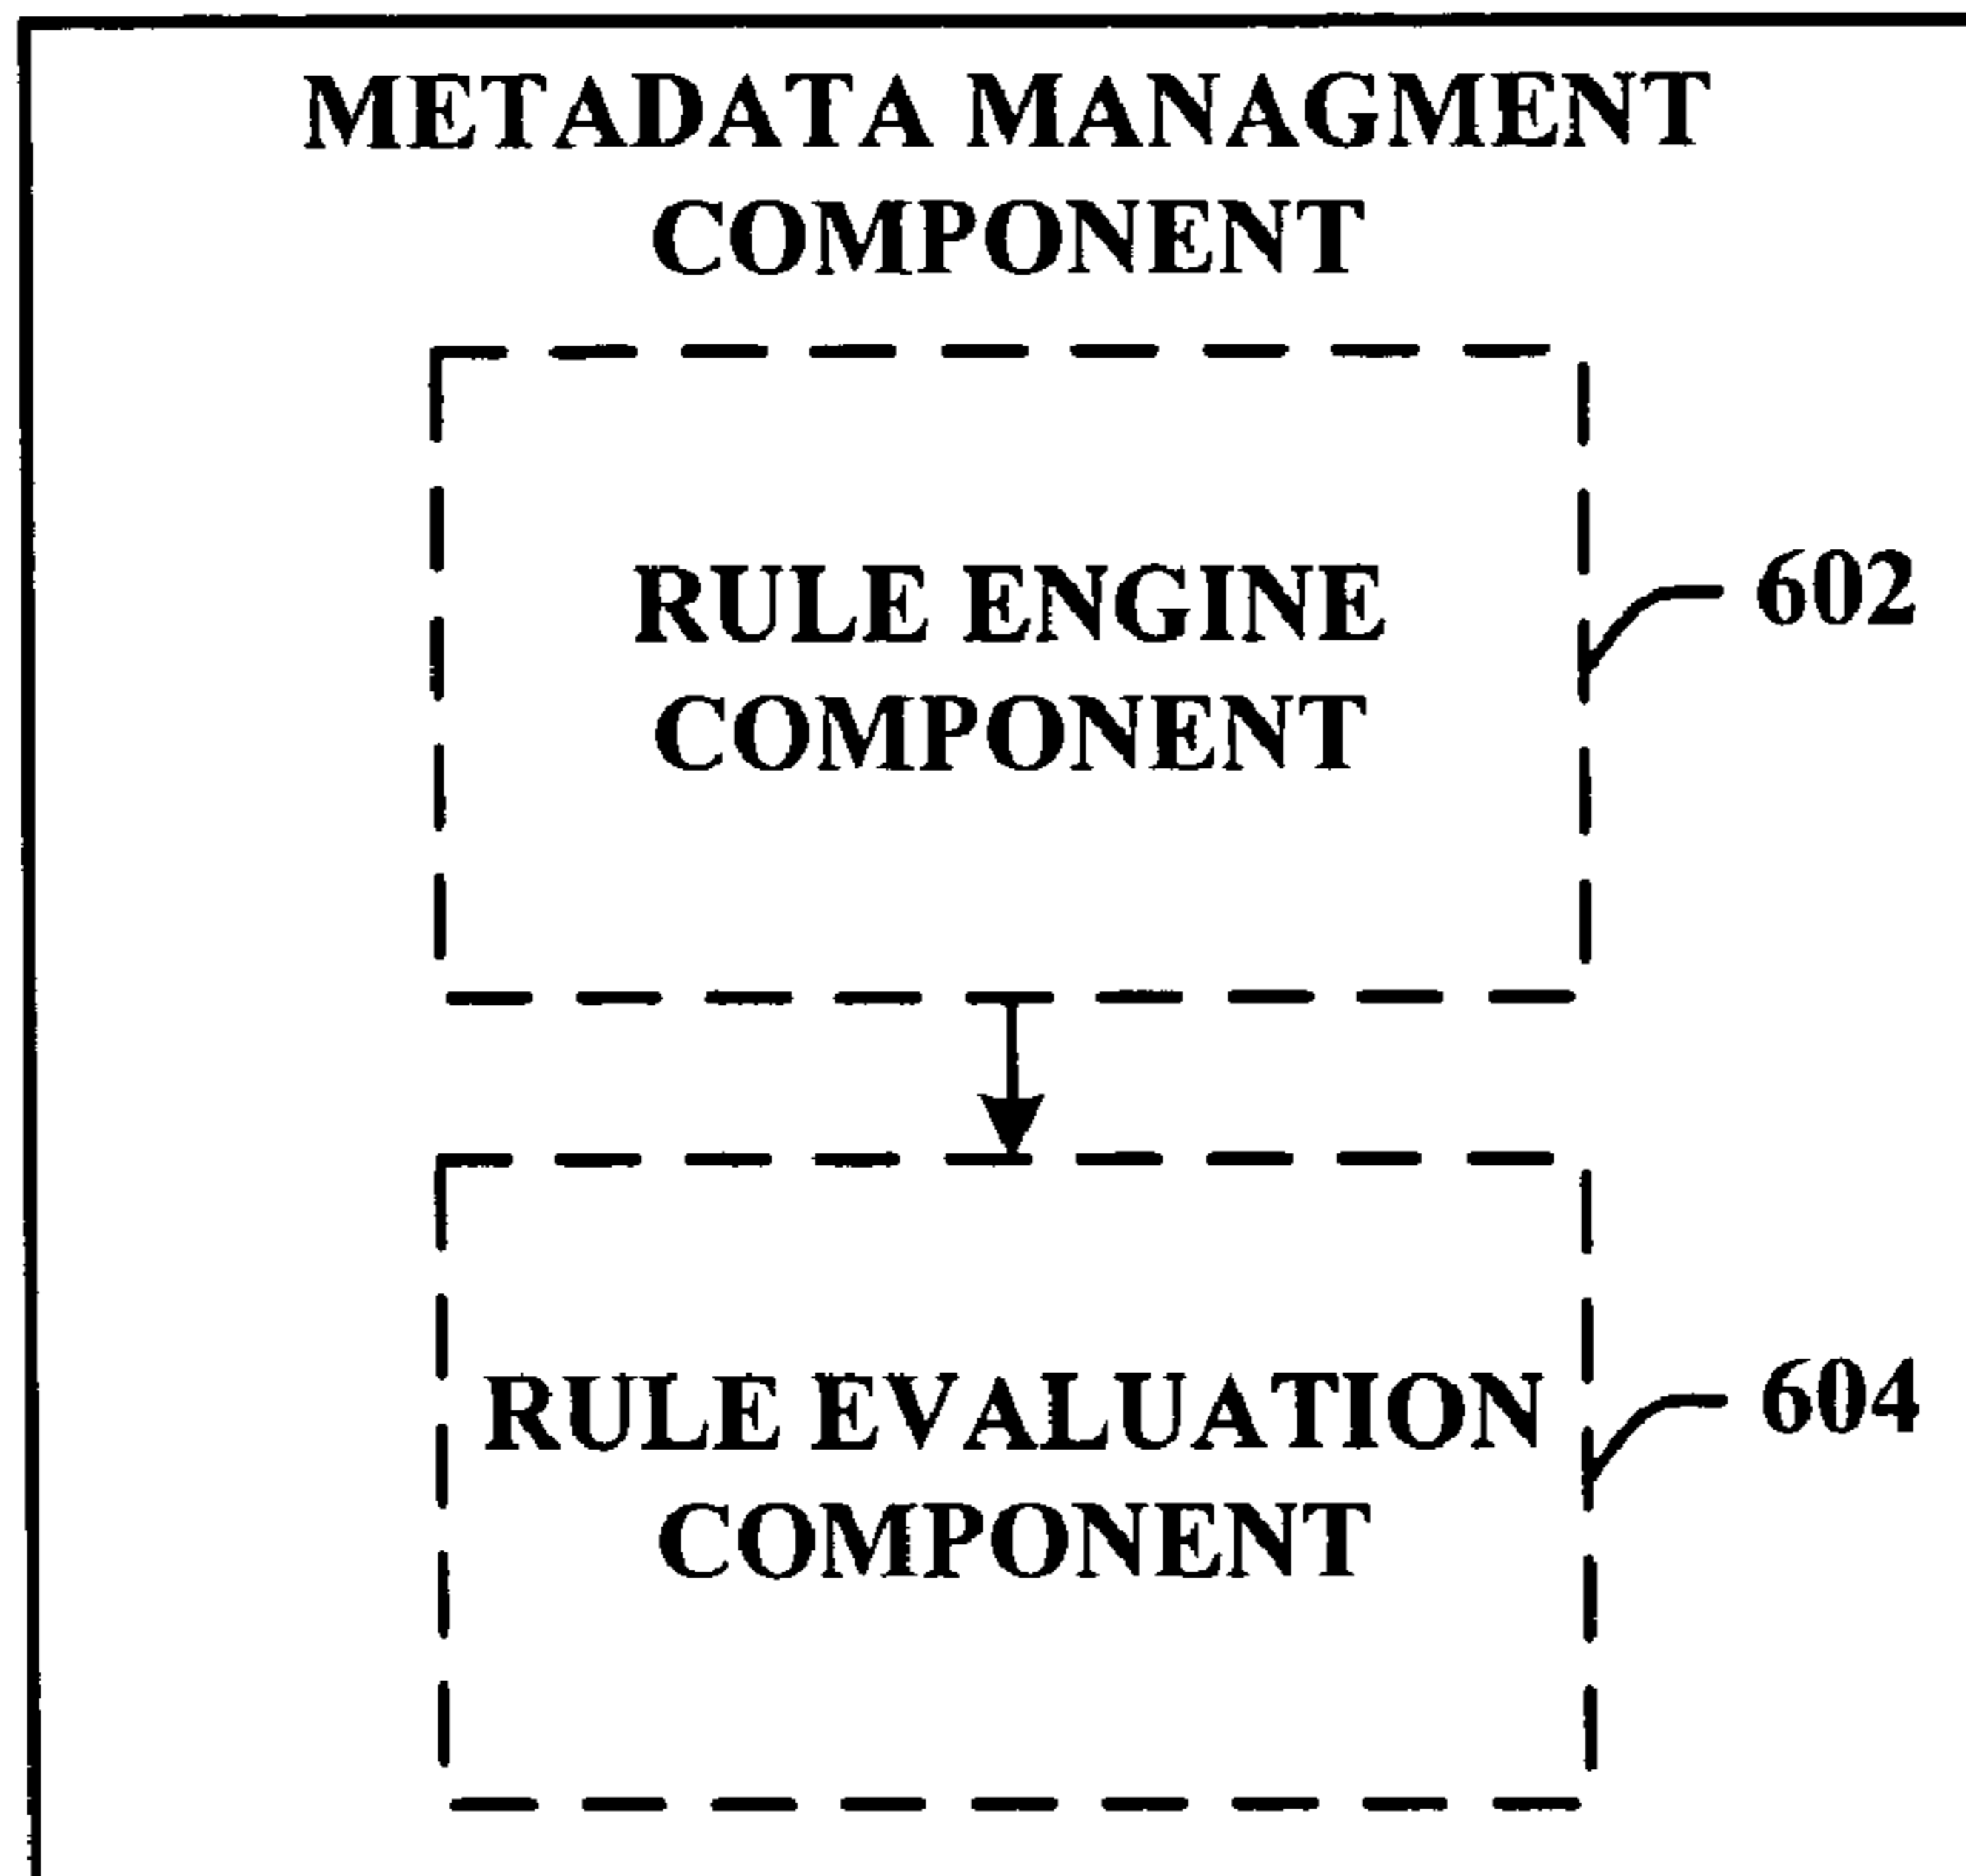 METADATA MANAGMENT
COMPONENT
RULE ENGINE
COMPONENT
602
RULE EVALUATION
COMPONENT
604